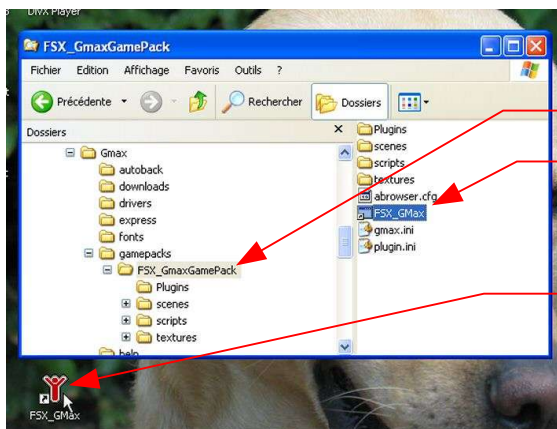 DivX Player
FSX_GmaxGamePack
Fichier Edition Affichage Favoris Outils ?
Précédente Rechercher Dossiers
Dossiers
Gmax
autoback
downloads
drivers
express
fonts
gamepacks
FSX_GmaxGamePack
Plugins
scenes
scripts
textures
help
Plugins
scenes
scripts
textures
abrowser.cfg
FSX_GMax
gmax.ini
plugin.ini
FSX_GMax